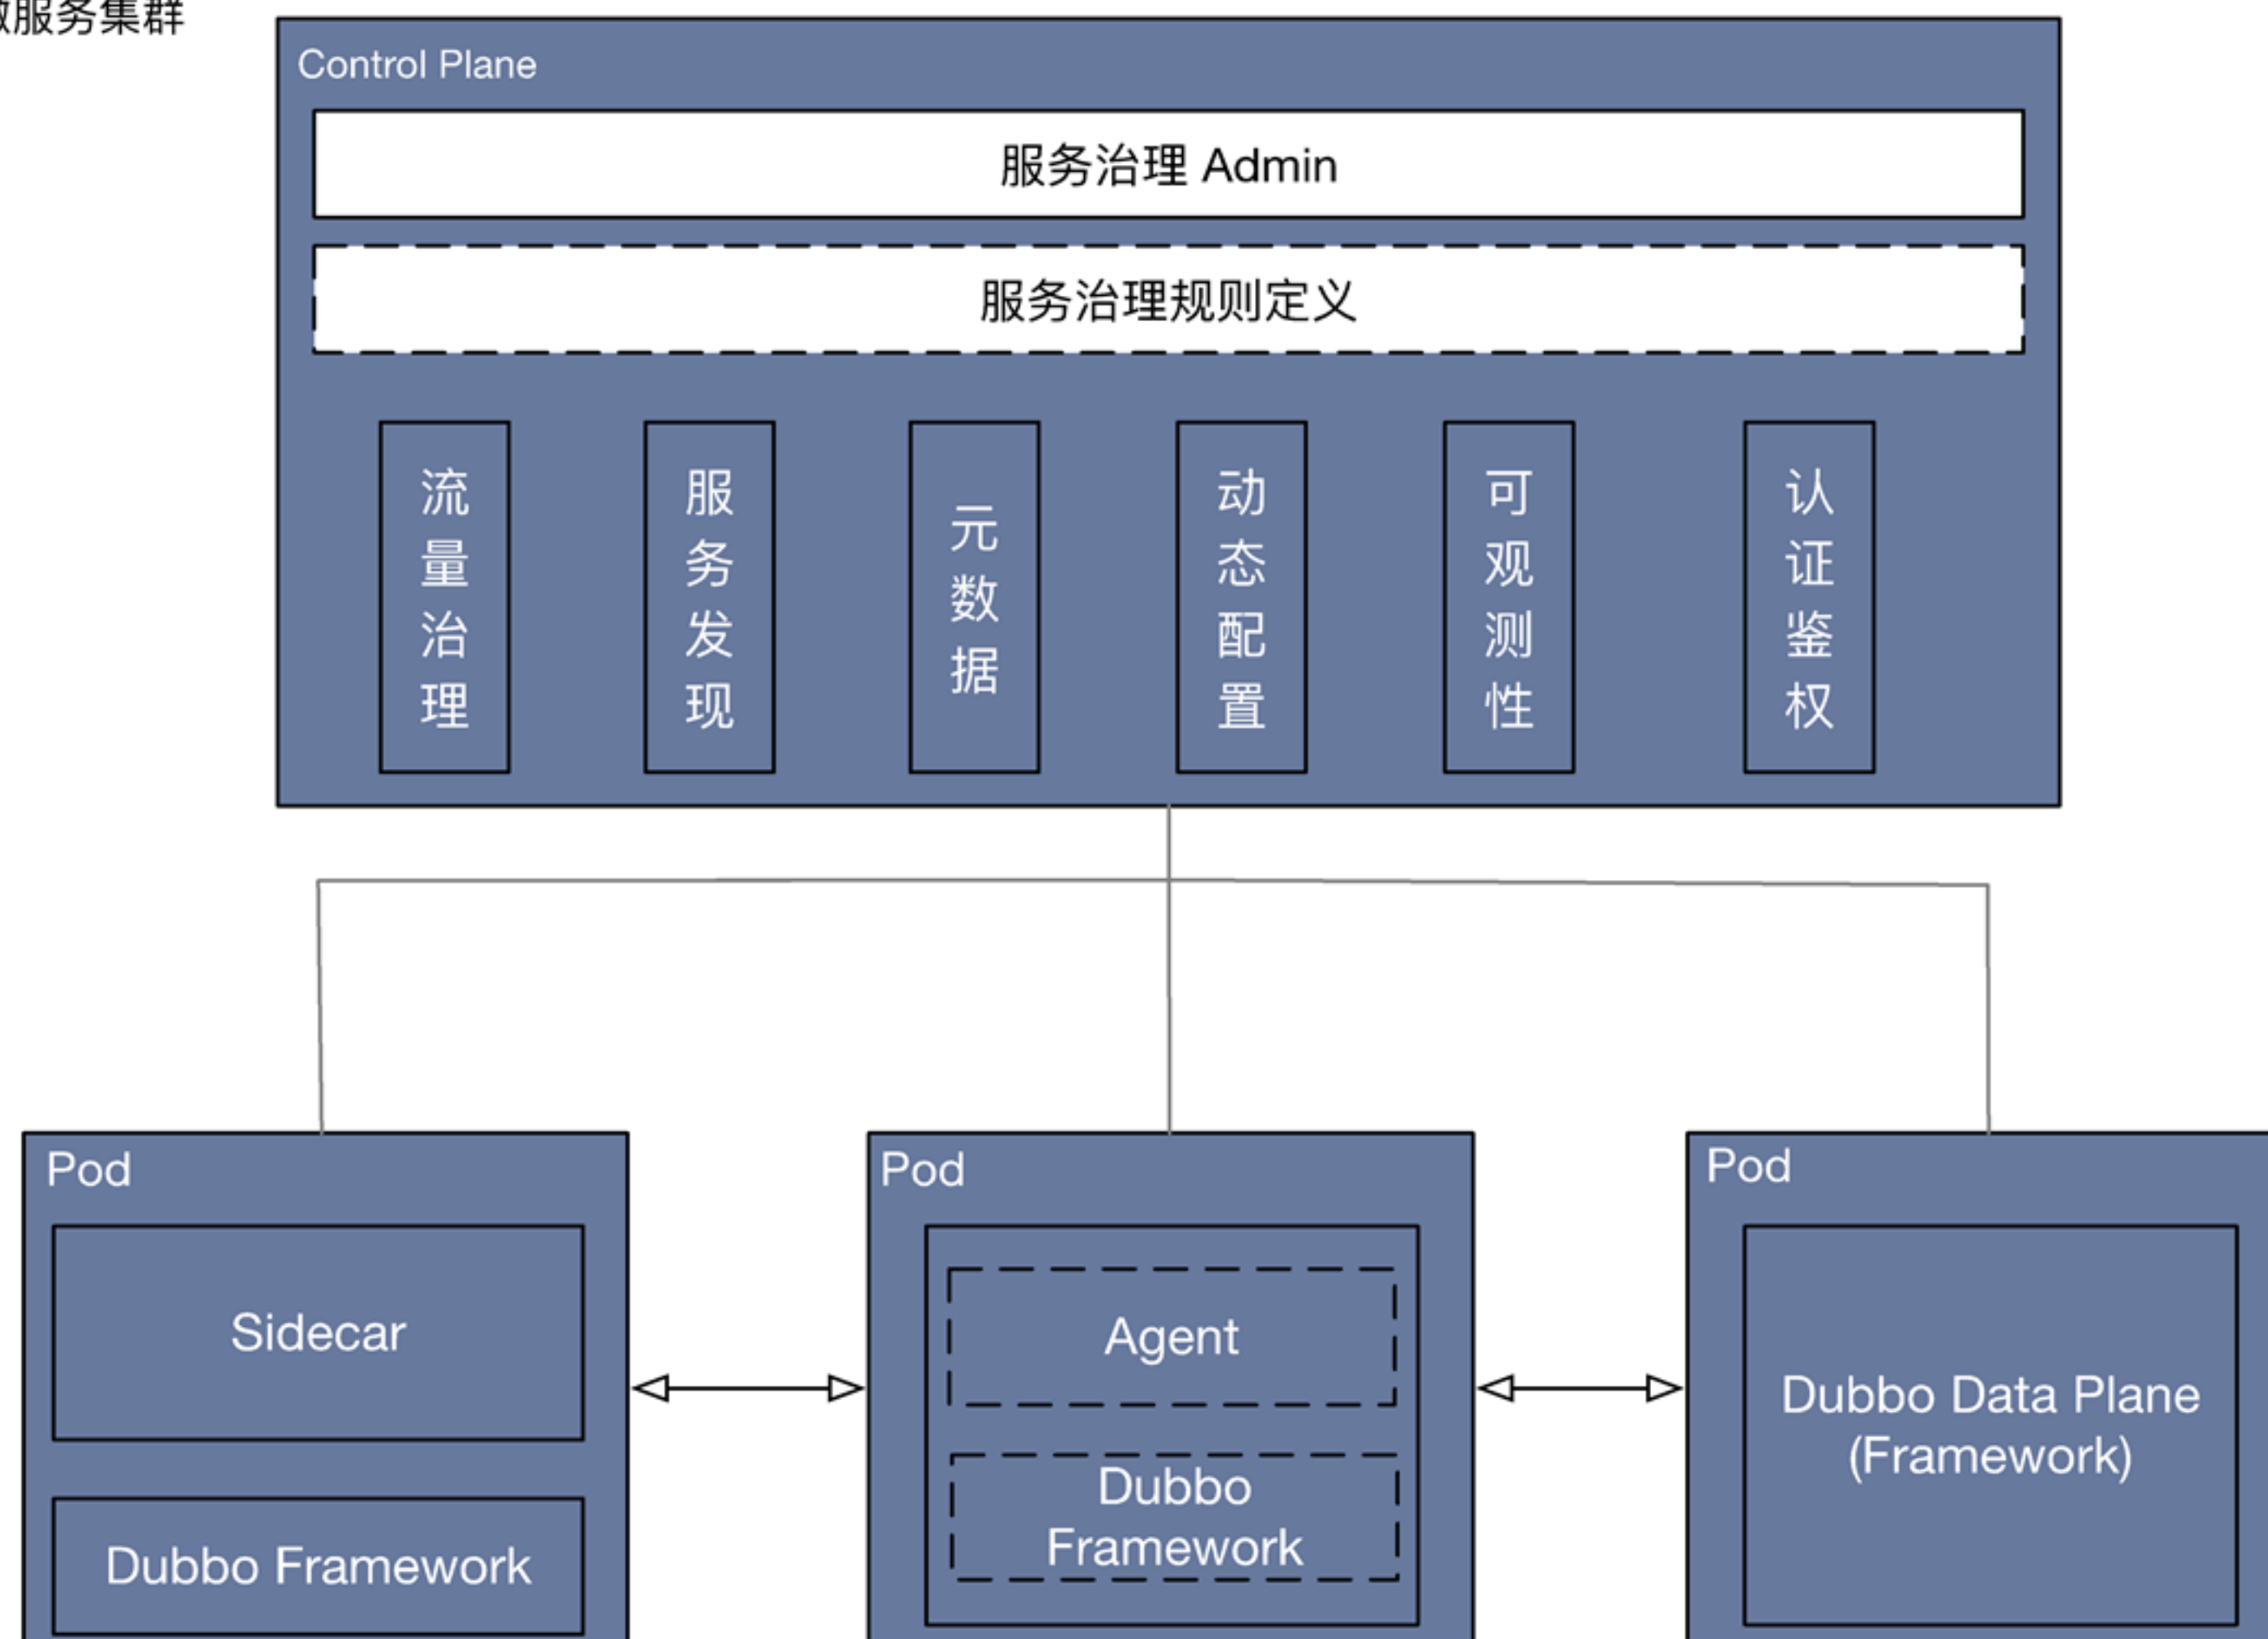 服务集群
Control Plane
服务治理 Admin
服务治理规则定义
流量治理
服务发现
元数据
动态配置
可观测性
认证鉴权
Pod
Sidecar
Dubbo Framework
Pod
Agent
Dubbo
Framework
Pod
Dubbo Data Plane
(Framework)